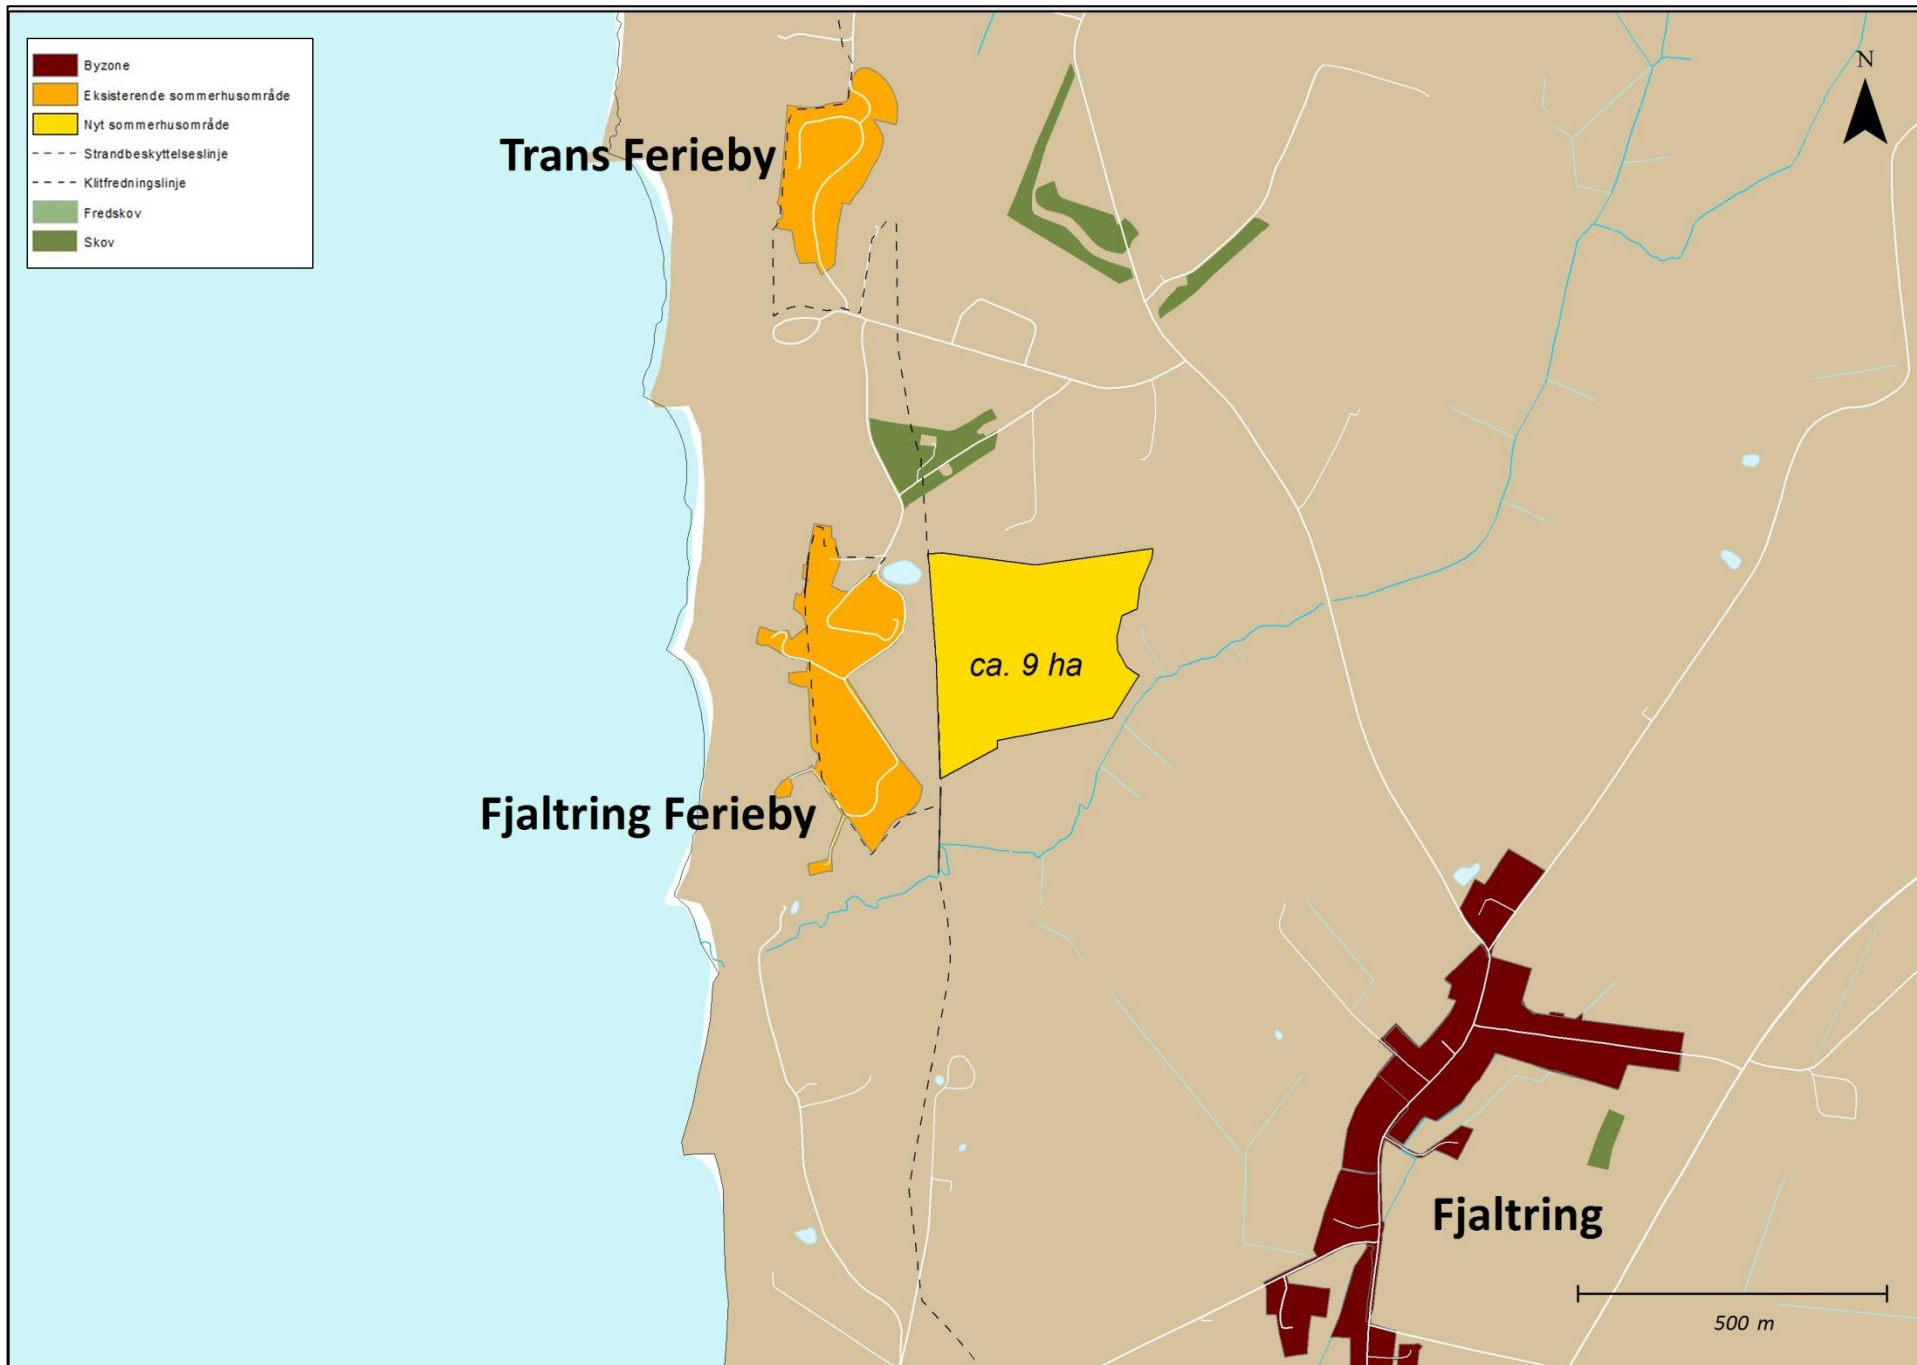 Byzone
Eksisterende sommerhusområde
Nyt sommerhusområde
Strandbeskyttelseslinje
Klitfredningslinje
Fredskov
Skov
N
Trans Ferieby
ca. 9 ha
Fjaltring Ferieby
Fjaltring
500 m